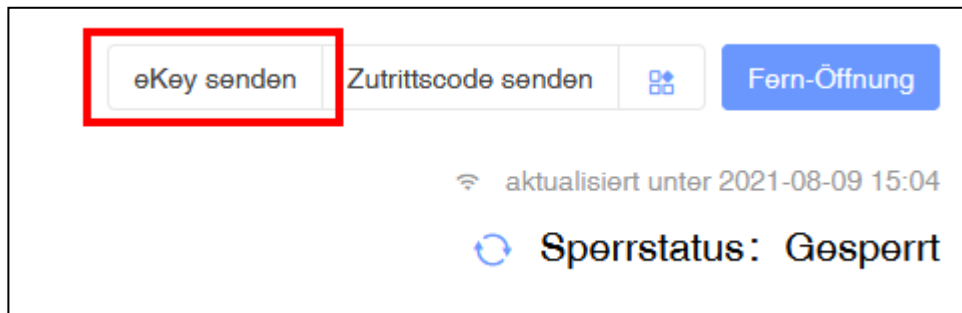 eKey senden Zutrittscode senden Fern-Öffnung
aktualisiert unter 2021-08-09 15:04
Sperrstatus: Gesperrt